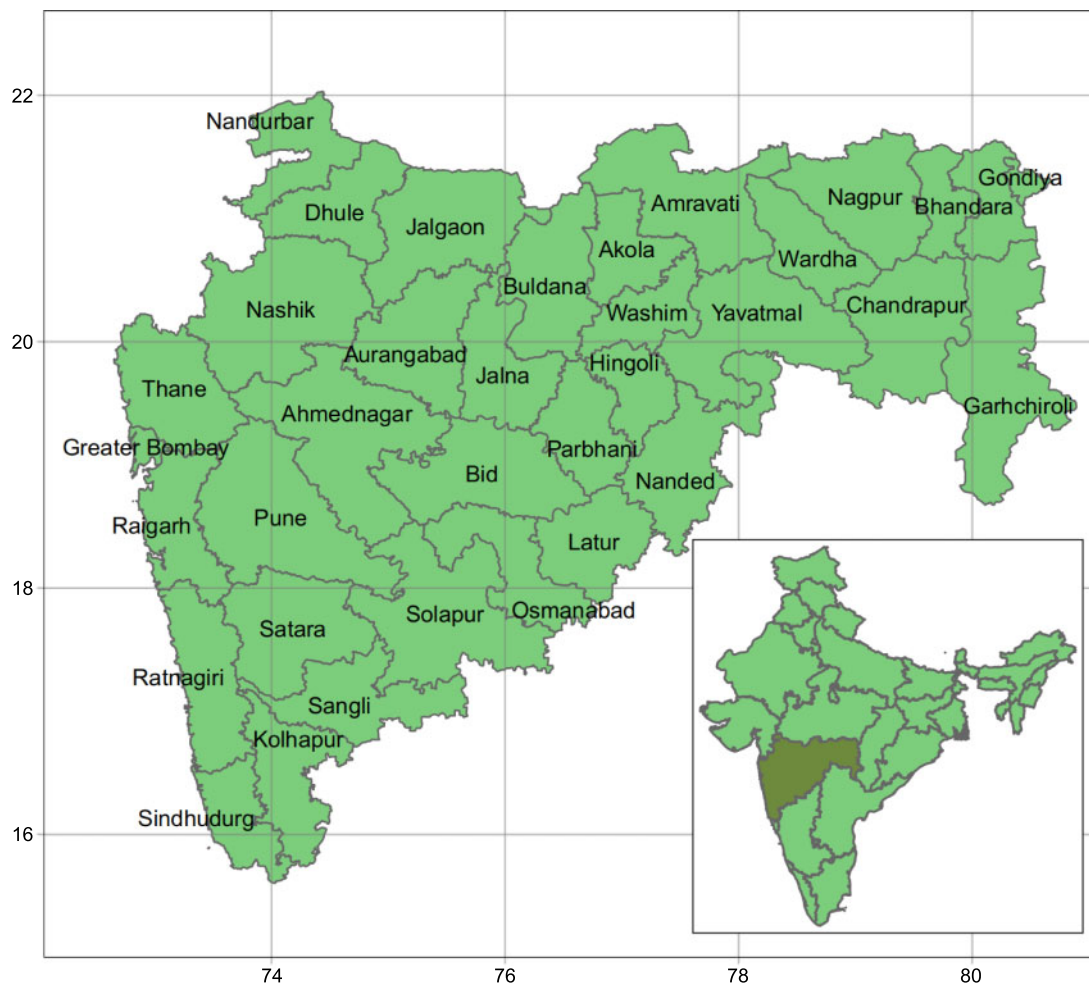 22
Nandurbar
Gondiya
Nagpur
Amravati
Bhandara
Dhule
Jalgaon
Akola
Wardha
Buldana
Nashik
Washim
Yavatmal
Chandrapur
20
Aurangabad
Hingoli
Jalna
Thane
Ahmednagar
Garhchiroli
Greater Bombay
Parbhani
Bid
Nanded
Pune
Raigarh
Latur
18
Osmanabad
Solapur
Satara
Ratnagiri
Sangli
Kolhapur
Sindhudurg
16
74
76
78
80